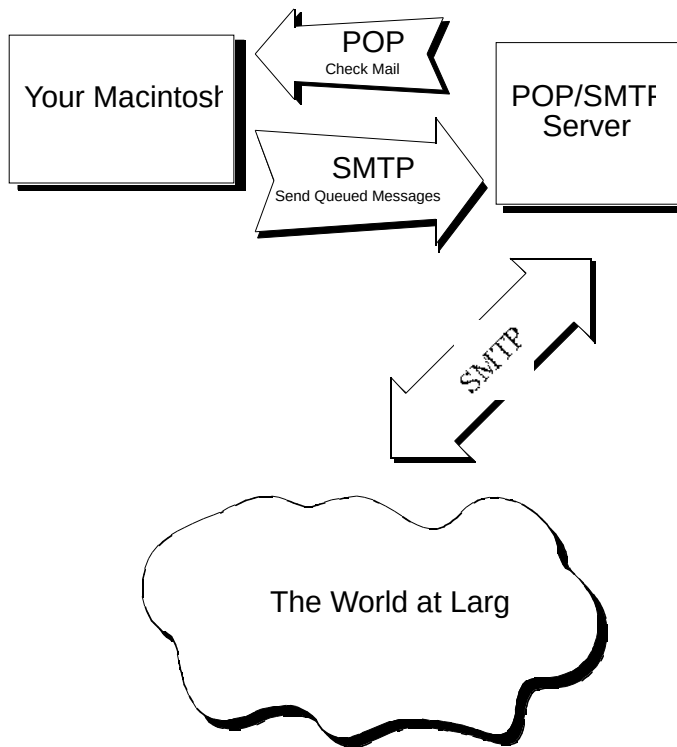 POP
Check Mail
Your Macintosh
POP/SMTP
Server
SMTP
Send Queued Messages
SMTP
The World at Larg